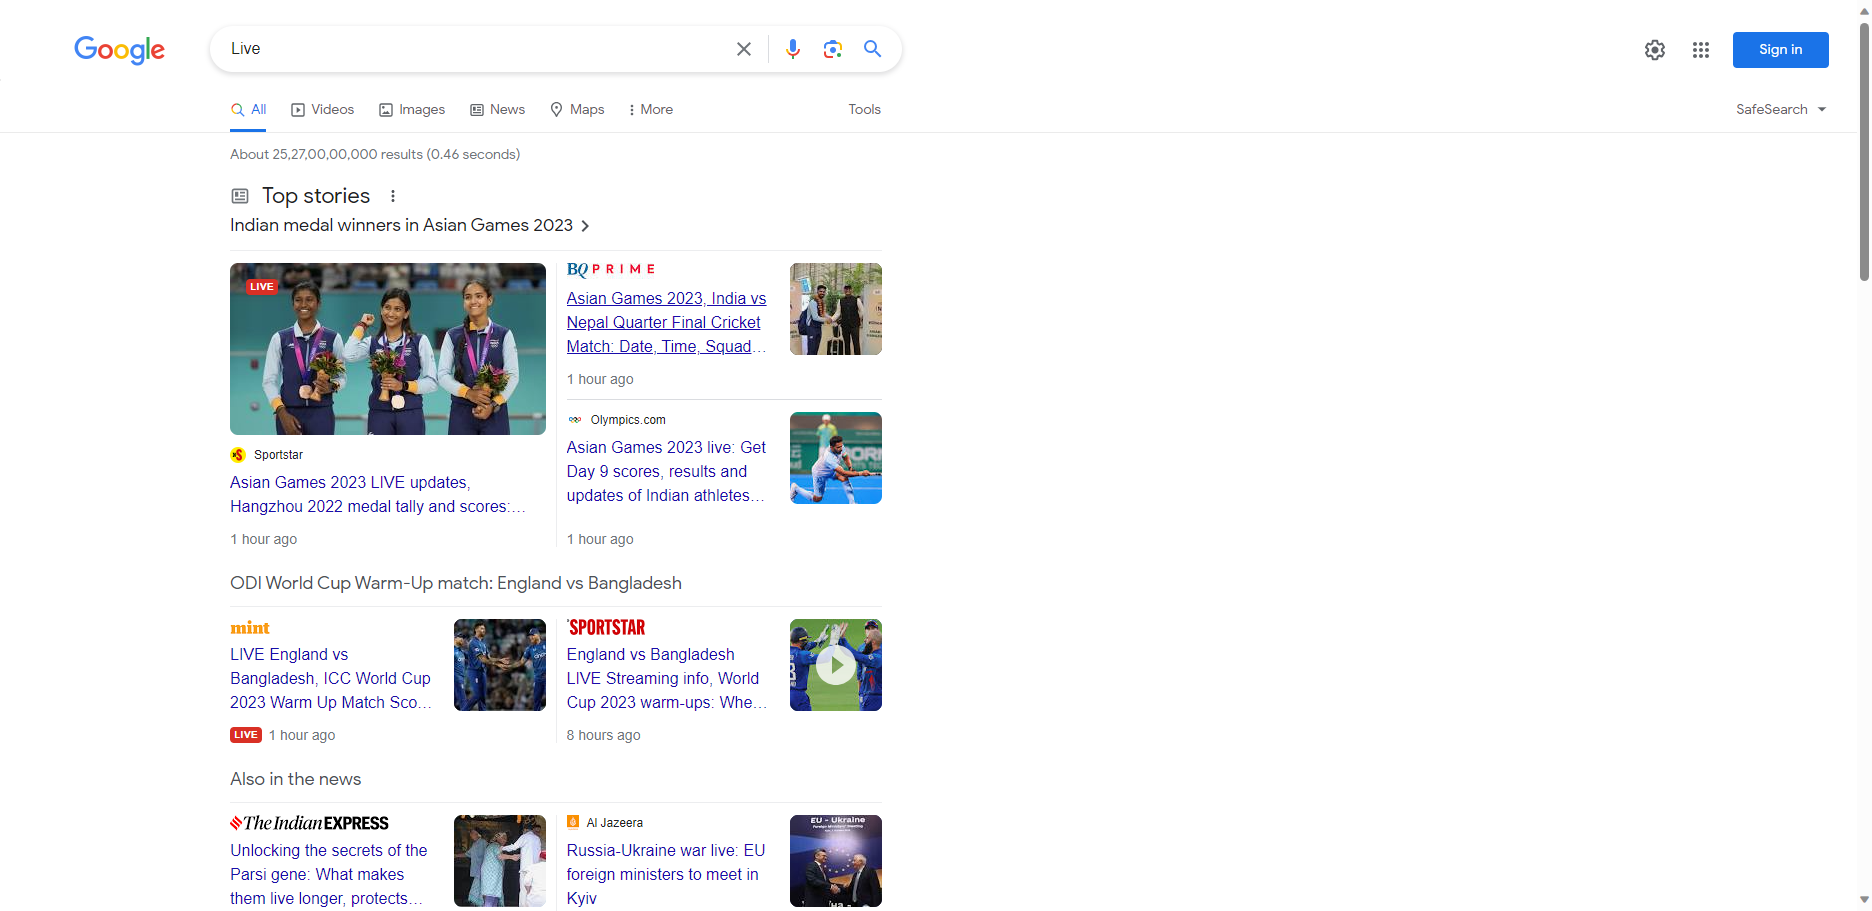 Google
Live
Sign in
All
Videos
Images
News
Maps
More
Tools
SafeSearch
About 25,27,00,00,000 results (0.46 seconds)
Top stories
Indian medal winners in Asian Games 2023
LIVE
Sportstar
Asian Games 2023 LIVE updates,
Hangzhou 2022 medal tally and scores:...
1 hour ago
BQ PRIME
Asian Games 2023, India vs
Nepal Quarter Final Cricket
Match: Date, Time, Squad...
1 hour ago
Olympics.com
Asian Games 2023 live: Get
Day 9 scores, results and
updates of Indian athletes...
1 hour ago
ODI World Cup Warm-Up match: England vs Bangladesh
mint
LIVE England vs
Bangladesh, ICC World Cup
2023 Warm Up Match Sco...
LIVE 1 hour ago
SPORTSTAR
England vs Bangladesh
LIVE Streaming info, World
Cup 2023 warm-ups: Whe...
8 hours ago
Also in the news
The Indian EXPRESS
Unlocking the secrets of the
Parsi gene: What makes
them live longer, protects...
Al Jazeera
Russia-Ukraine war live: EU
foreign ministers to meet in
Kyiv
EU - Ukraine